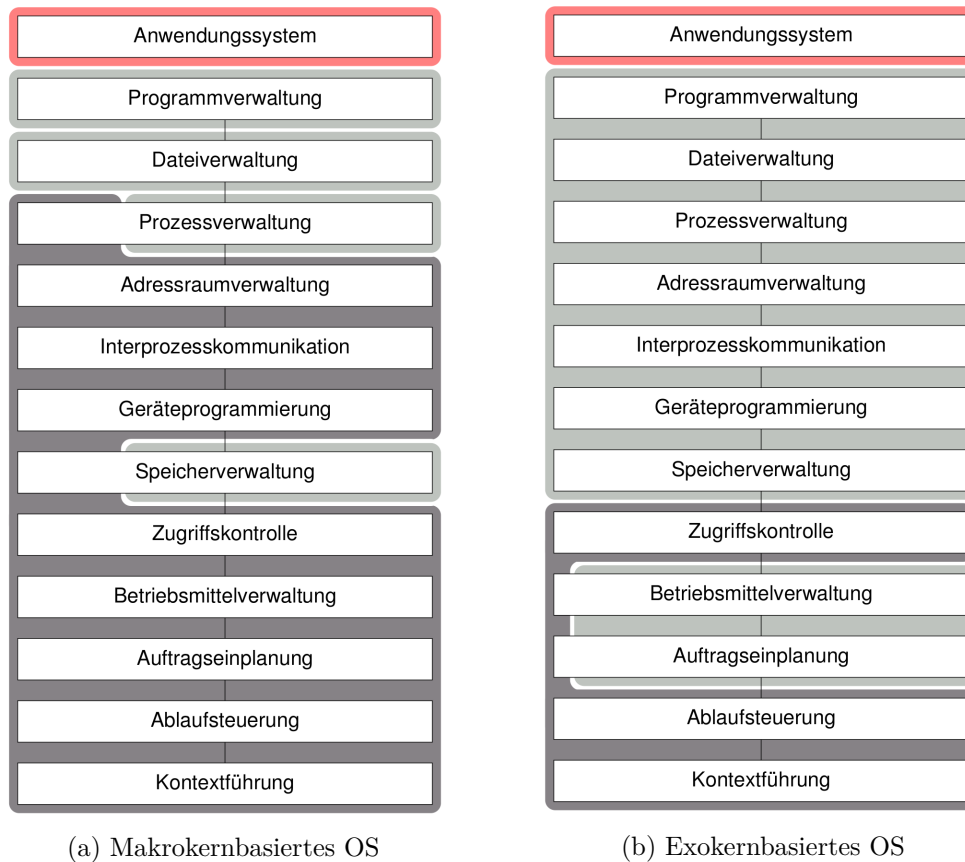 Anwendungssystem
Programmverwaltung
Dateiverwaltung
Prozessverwaltung
Adressraumverwaltung
Interprozesskommunikation
Geräteprogrammierung
Speicherverwaltung
Zugriffskontrolle
Betriebsmittelverwaltung
Auftragseinplanung
Ablaufsteuerung
Kontextführung
(a) Makrokernbasiertes OS
Anwendungssystem
Programmverwaltung
Dateiverwaltung
Prozessverwaltung
Adressraumverwaltung
Interprozesskommunikation
Geräteprogrammierung
Speicherverwaltung
Zugriffskontrolle
Betriebsmittelverwaltung
Auftragseinplanung
Ablaufsteuerung
Kontextführung
(b) Exokernbasiertes OS